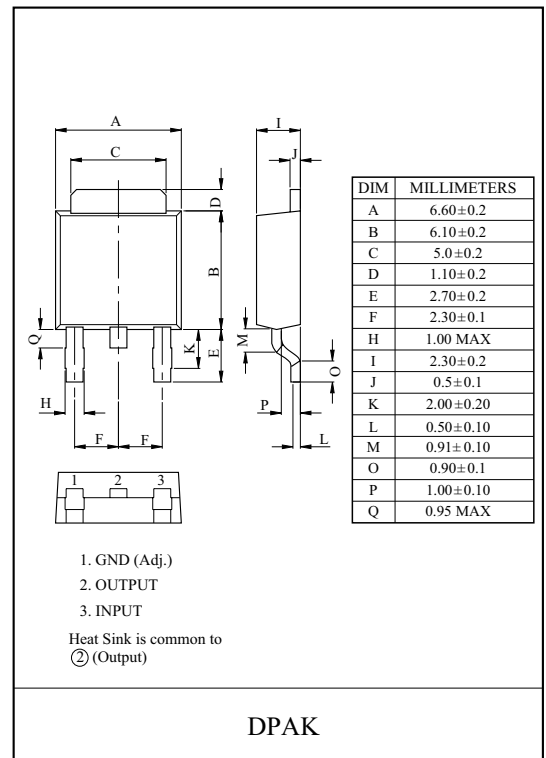 A
C
D
B
Q
K
E
H
F F
I
J
M
O
P
L
DIM MILLIMETERS
A 6.60±0.2
B 6.10±0.2
C 5.0±0.2
D 1.10±0.2
E 2.70±0.2
F 2.30±0.1
H 1.00 MAX
I 2.30±0.2
J 0.5±0.1
K 2.00±0.20
L 0.50±0.10
M 0.91±0.10
O 0.90±0.1
P 1.00±0.10
Q 0.95 MAX
1 2 3
1. GND (Adj.)
2. OUTPUT
3. INPUT
Heat Sink is common to
② (Output)
DPAK